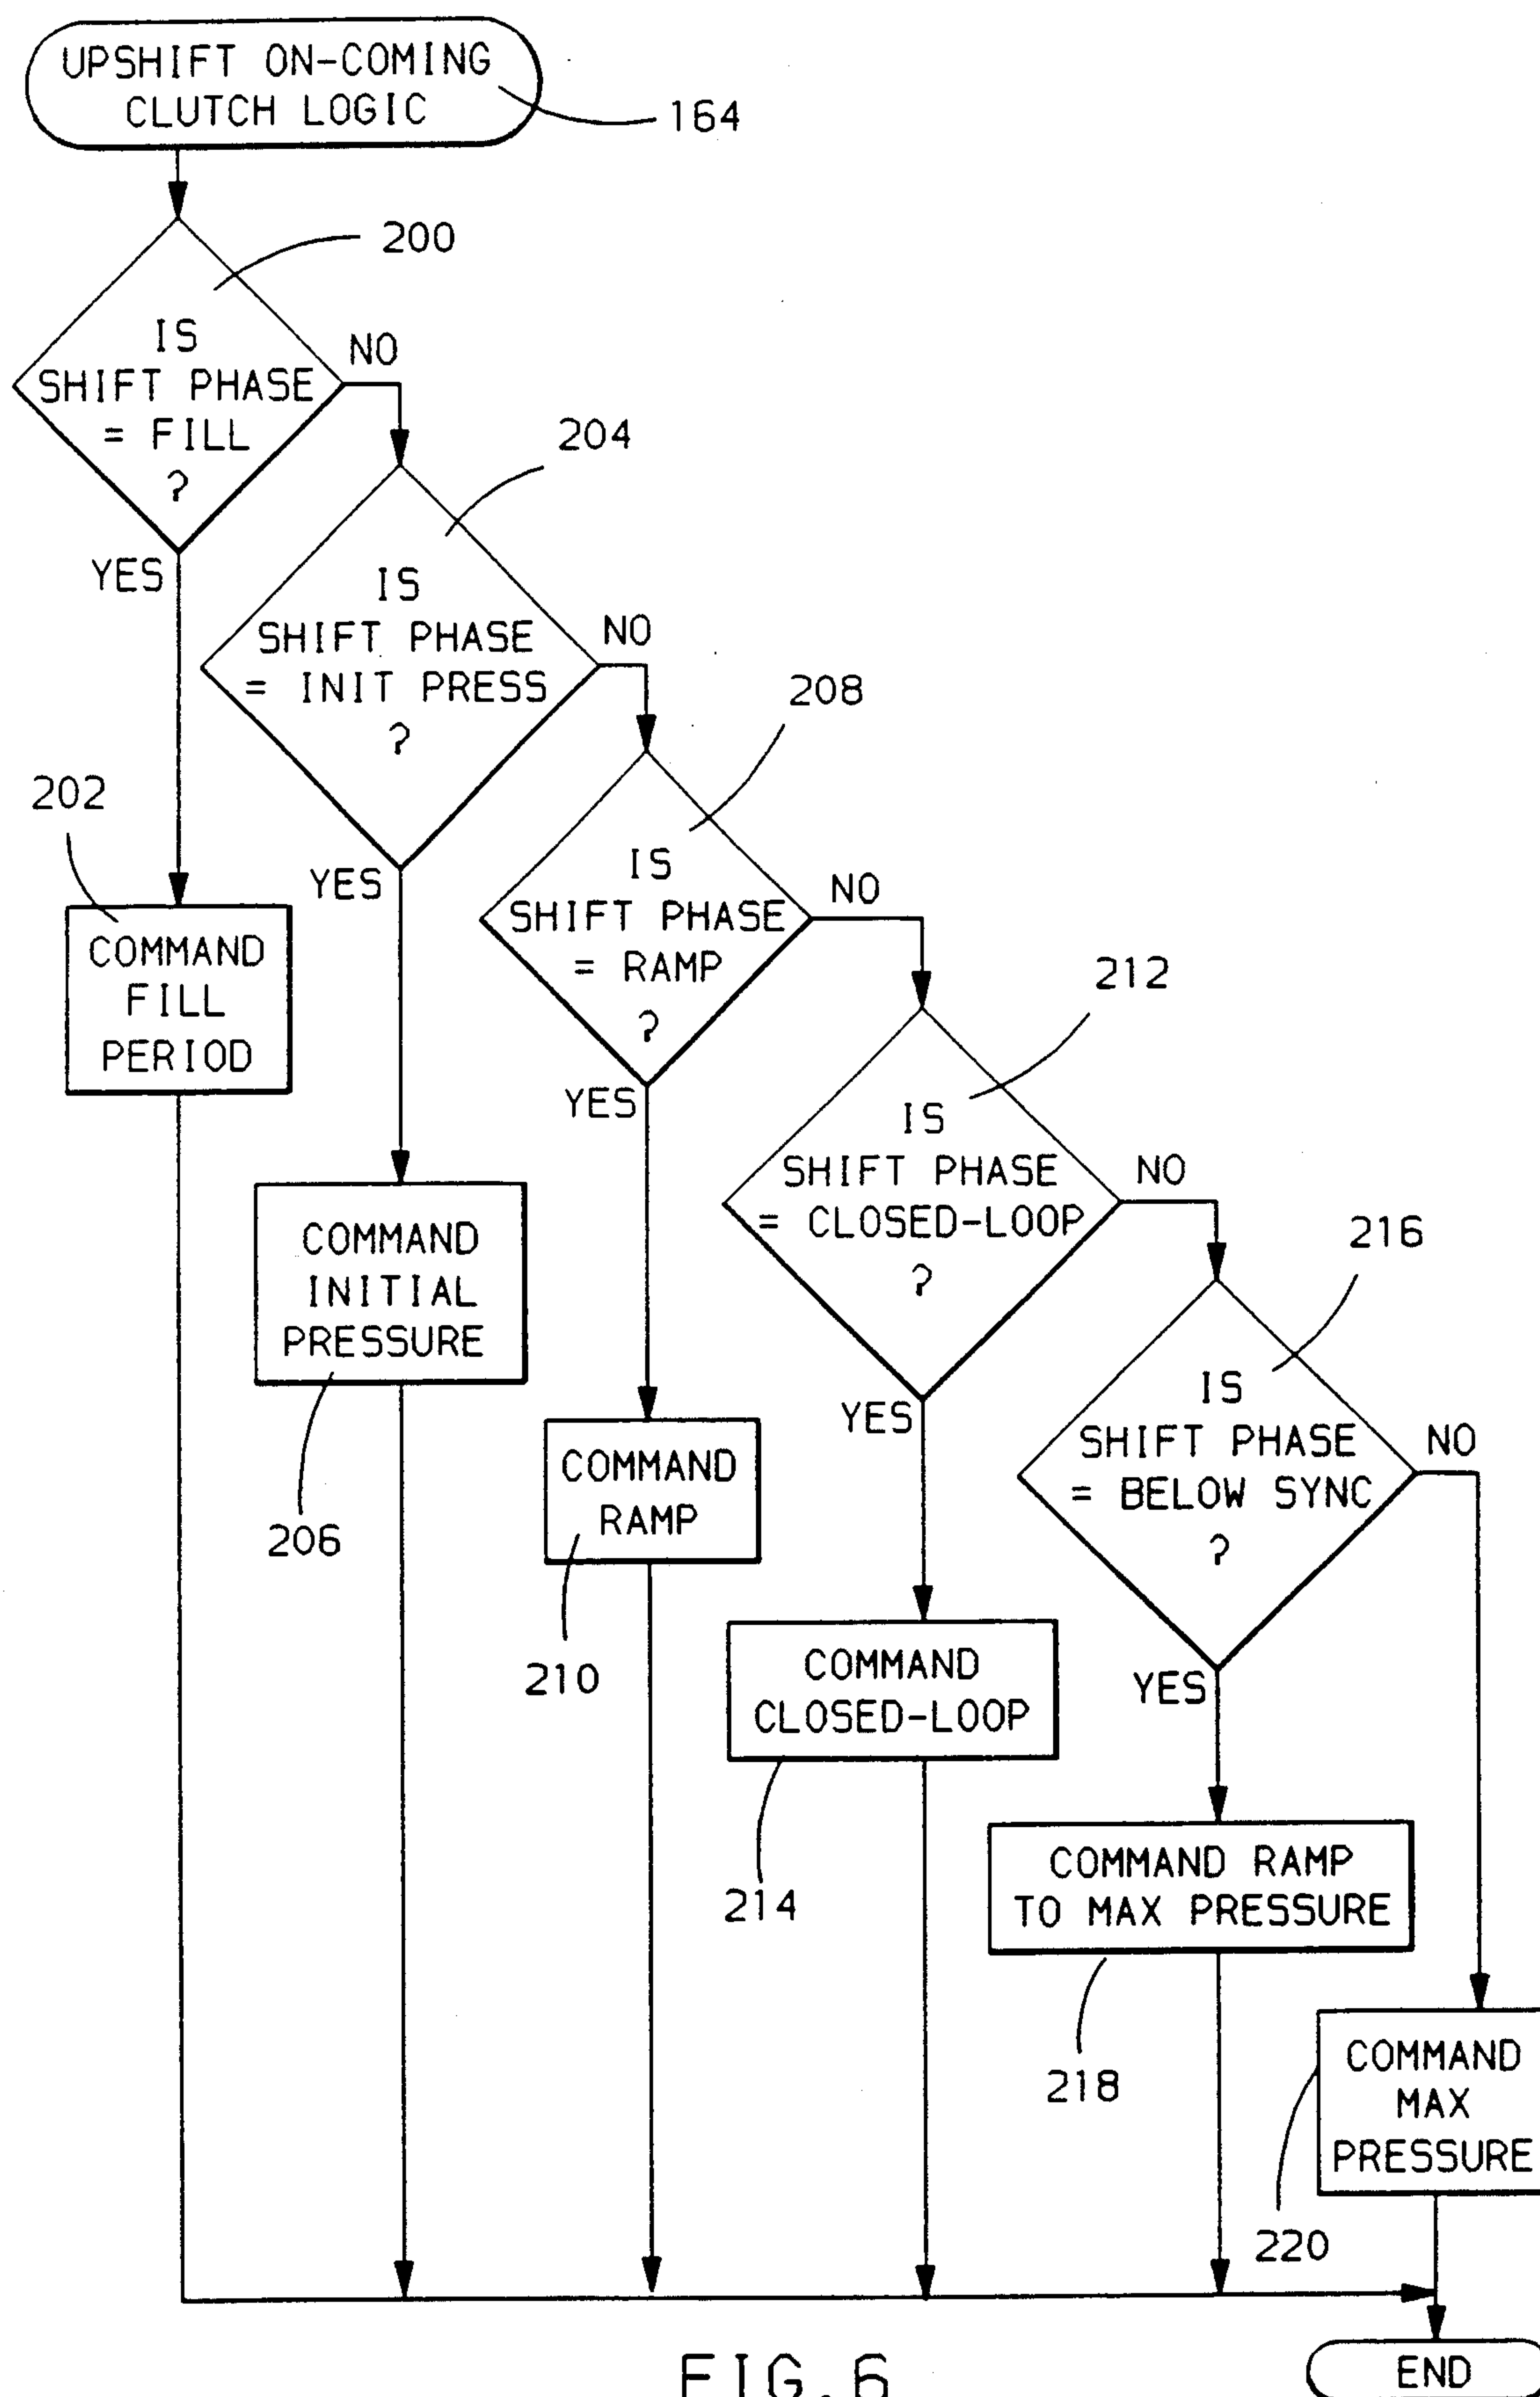 UPSHIFT ON-COMING
CLUTCH LOGIC
164
200
IS
SHIFT PHASE
= FILL
?
NO
YES
204
IS
SHIFT PHASE
= INIT PRESS
?
NO
YES
202
COMMAND
FILL
PERIOD
208
IS
SHIFT PHASE
= RAMP
?
NO
YES
COMMAND
INITIAL
PRESSURE
206
212
IS
SHIFT PHASE
= CLOSED-LOOP
?
NO
YES
COMMAND
RAMP
210
216
IS
SHIFT PHASE
= BELOW SYNC
?
NO
YES
COMMAND
CLOSED-LOOP
214
COMMAND RAMP
TO MAX PRESSURE
218
COMMAND
MAX
PRESSURE
220
END
FIG.6